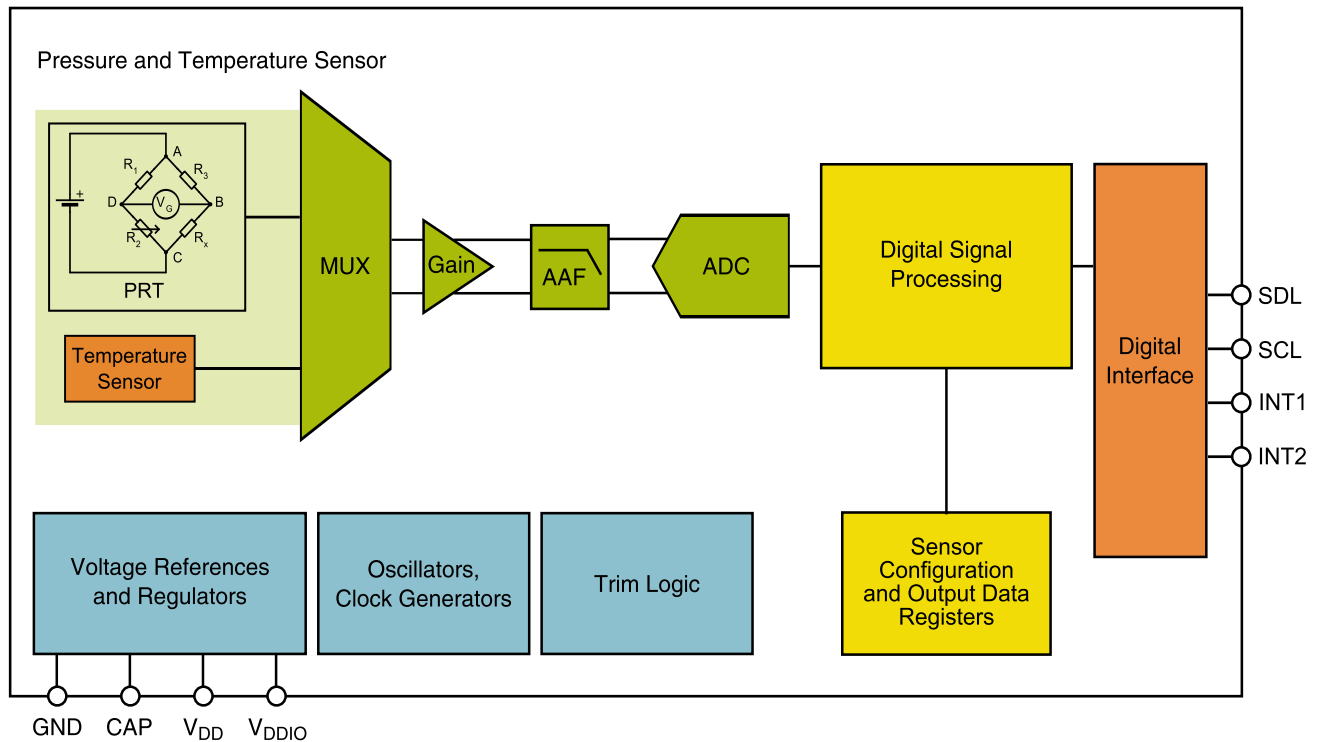 Pressure and Temperature Sensor
A
R1
R3
+
D
VG
B
R2
Rx
C
PRT
Temperature
Sensor
MUX
Gain
AAF
ADC
Digital Signal
Processing
Digital
Interface
SDL
SCL
INT1
INT2
Voltage References
and Regulators
Oscillators,
Clock Generators
Trim Logic
Sensor
Configuration
and Output Data
Registers
GND
CAP
VDD
VDDIO